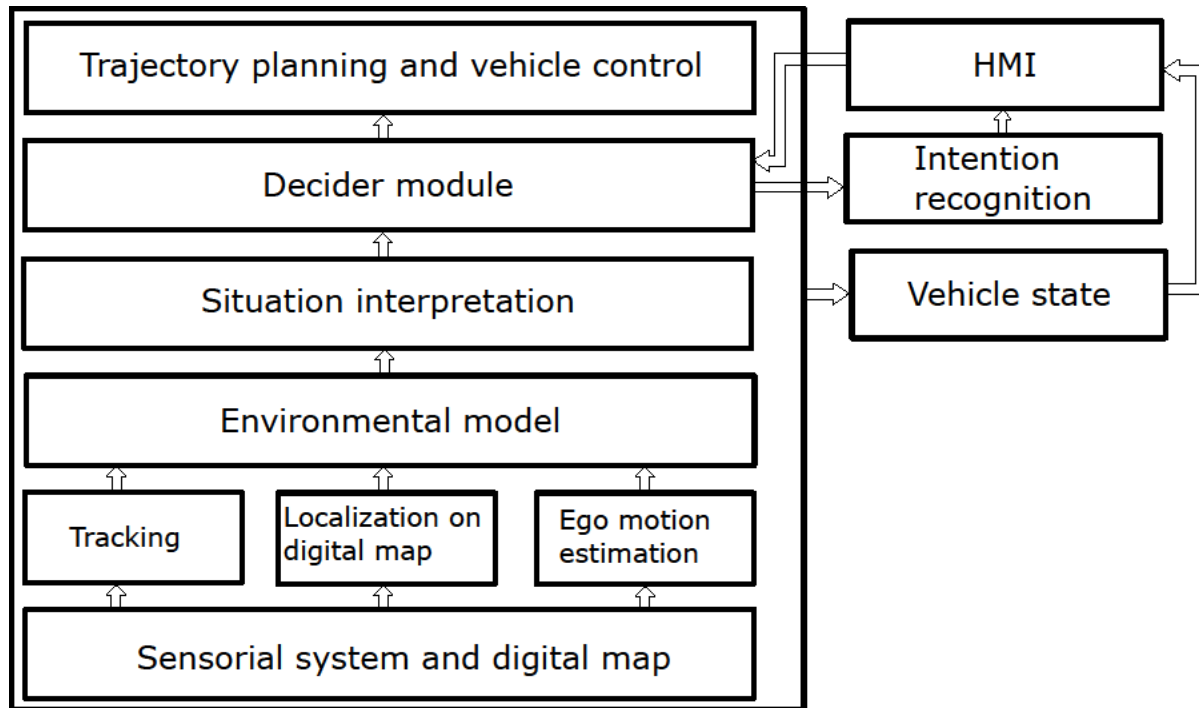 Trajectory planning and vehicle control
HMI
Decider module
Intention
recognition
Situation interpretation
Vehicle state
Environmental model
Tracking
Localization on
digital map
Ego motion
estimation
Sensorial system and digital map